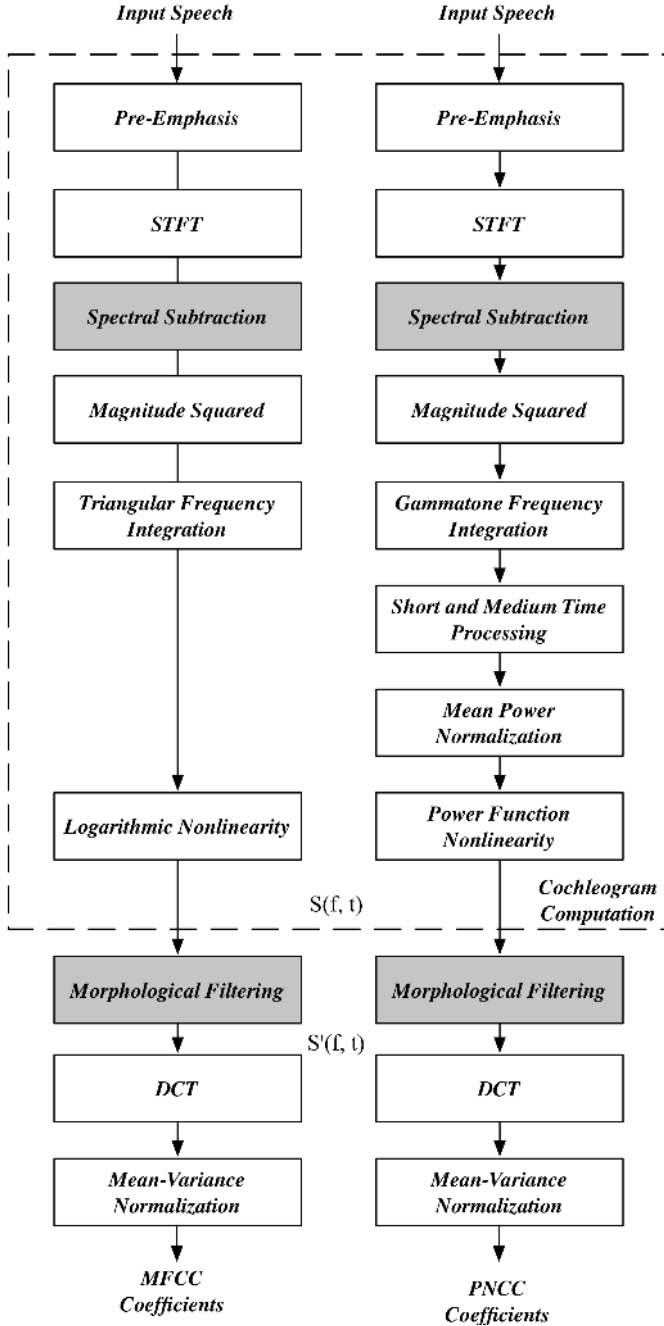 Input Speech
Pre-Emphasis
STFT
Spectral Subtraction
Magnitude Squared
Triangular Frequency
Integration
Logarithmic Nonlinearity
S(f, t)
Morphological Filtering
S'(f, t)
DCT
Mean-Variance
Normalization
MFCC
Coefficients
Input Speech
Pre-Emphasis
STFT
Spectral Subtraction
Magnitude Squared
Gammatone Frequency
Integration
Short and Medium Time
Processing
Mean Power
Normalization
Power Function
Nonlinearity
Cochleogram
Computation
Morphological Filtering
DCT
Mean-Variance
Normalization
PNCC
Coefficients